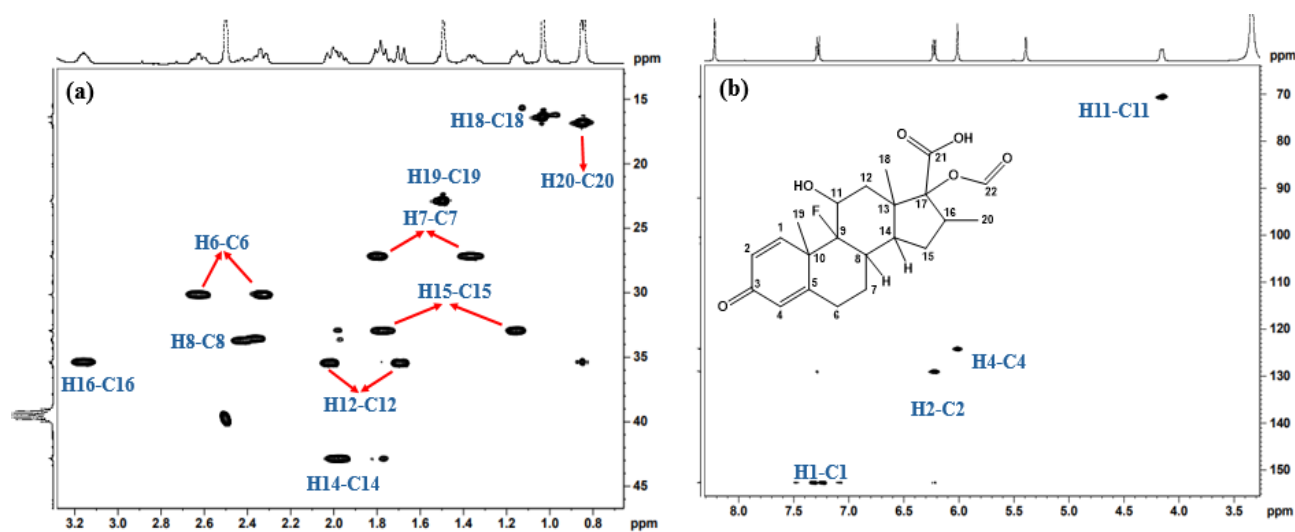 (a)
ppm
H18-C18
H20-C20
H19-C19
H7-C7
H6-C6
H15-C15
H8-C8
H16-C16
H12-C12
H14-C14
15
20
25
30
35
40
45
3.2 3.0 2.8 2.6 2.4 2.2 2.0 1.8 1.6 1.4 1.2 1.0 0.8 ppm
(b)
ppm
H11-C11
O
OH
21
O
18
12
O
22
HO
11
17
13
16
20
F
19
1
9
14
15
2
10
8
H
H
3
5
7
O
4
6
H4-C4
H2-C2
H1-C1
70
80
90
100
110
120
130
140
150
8.0 7.5 7.0 6.5 6.0 5.5 5.0 4.5 4.0 3.5 ppm